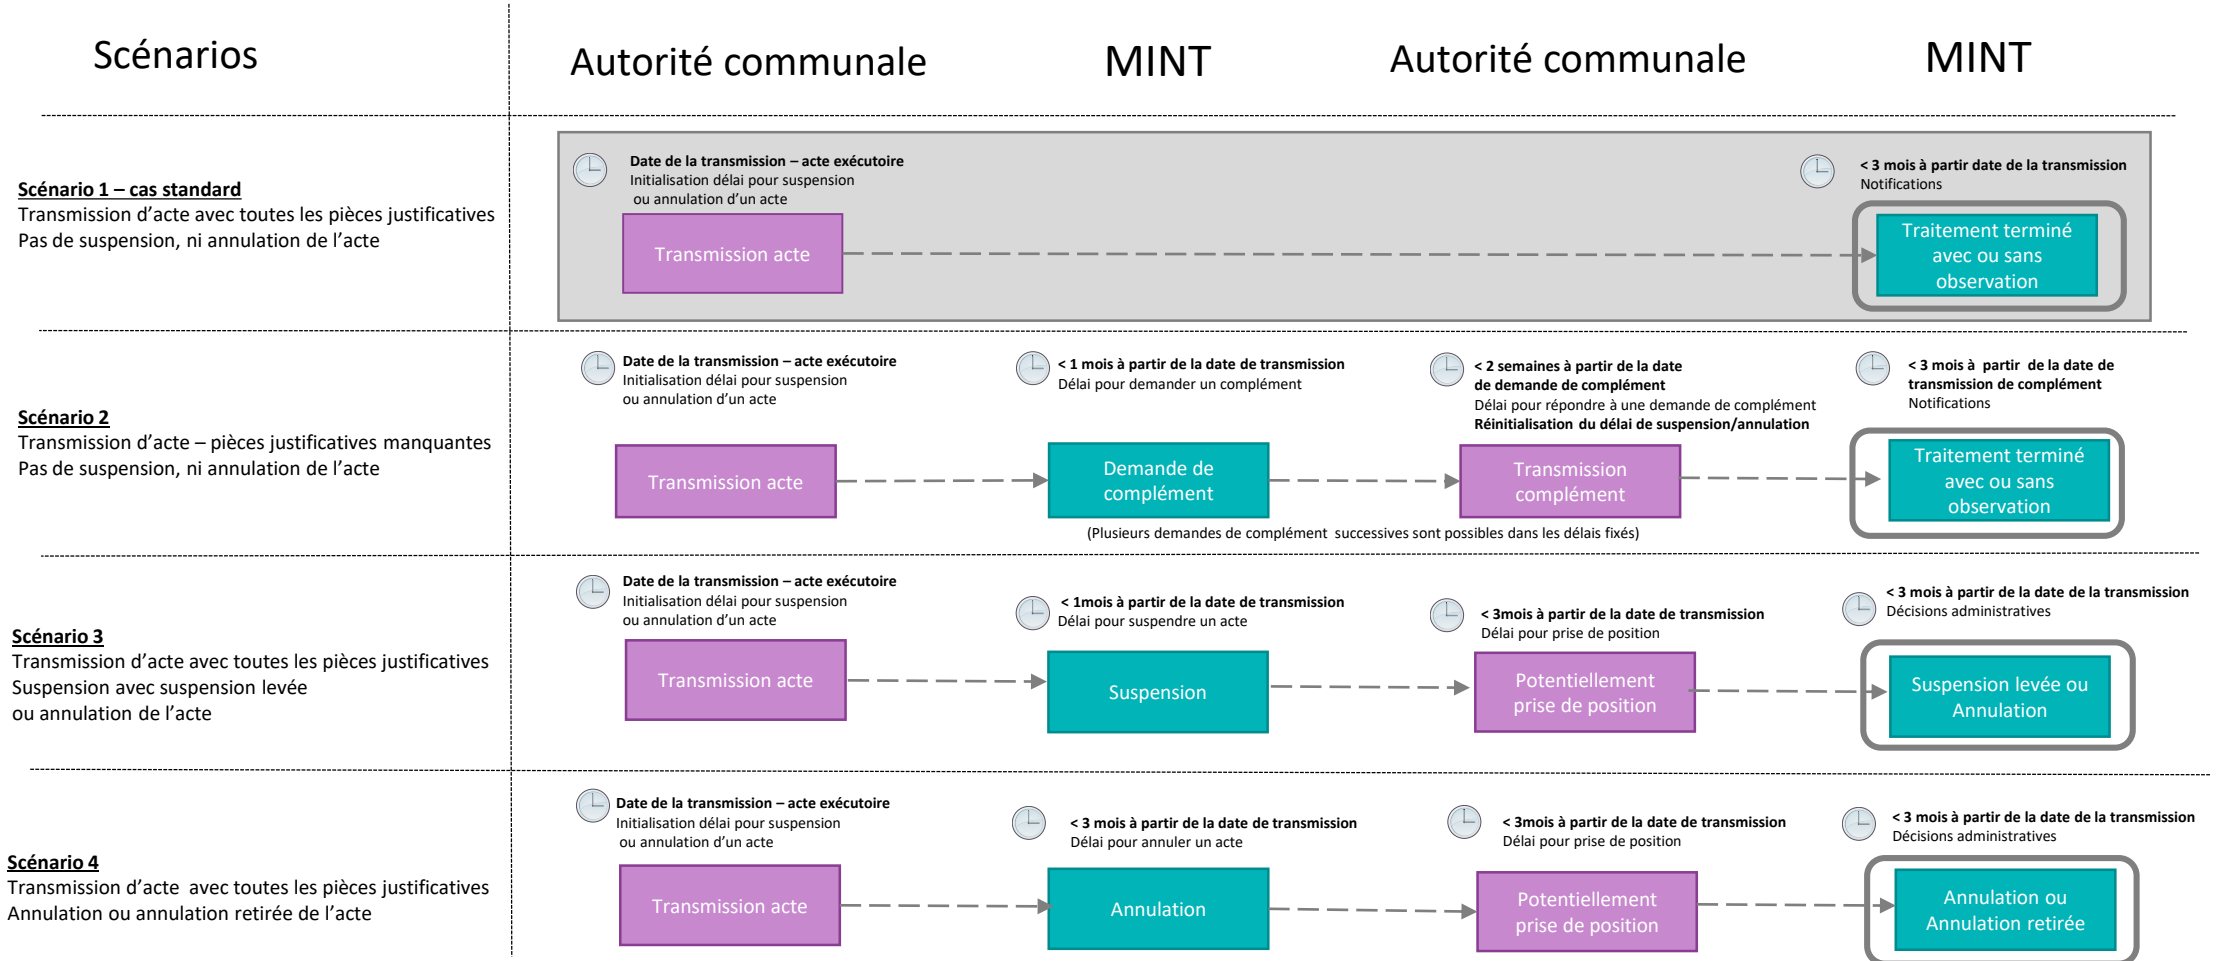 Scénarios
Autorité communale
MINT
Autorité communale
MINT
Scénario 1 – cas standard
Transmission d'acte avec toutes les pièces justificatives
Pas de suspension, ni annulation de l'acte
Date de la transmission – acte exécutoire
Initialisation délai pour suspension
ou annulation d'un acte
Transmission acte
< 3 mois à partir date de la transmission
Notifications
Traitement terminé
avec ou sans
observation
Scénario 2
Transmission d'acte – pièces justificatives manquantes
Pas de suspension, ni annulation de l'acte
Date de la transmission – acte exécutoire
Initialisation délai pour suspension
ou annulation d'un acte
Transmission acte
< 1 mois à partir de la date de transmission
Délai pour demander un complément
Demande de
complément
< 2 semaines à partir de la date
de demande de complément
Délai pour répondre à une demande de complément
Réinitialisation du délai de suspension/annulation
Transmission
complément
(Plusieurs demandes de complément successives sont possibles dans les délais fixés)
< 3 mois à partir de la date de
transmission de complément
Notifications
Traitement terminé
avec ou sans
observation
Scénario 3
Transmission d'acte avec toutes les pièces justificatives
Suspension avec suspension levée
ou annulation de l'acte
Date de la transmission – acte exécutoire
Initialisation délai pour suspension
ou annulation d'un acte
Transmission acte
< 1mois à partir de la date de transmission
Délai pour suspendre un acte
Suspension
< 3mois à partir de la date de transmission
Délai pour prise de position
Potentiellement
prise de position
< 3 mois à partir de la date de la transmission
Décisions administratives
Suspension levée ou
Annulation
Scénario 4
Transmission d'acte avec toutes les pièces justificatives
Annulation ou annulation retirée de l'acte
Date de la transmission – acte exécutoire
Initialisation délai pour suspension
ou annulation d'un acte
Transmission acte
< 3 mois à partir de la date de transmission
Délai pour annuler un acte
Annulation
< 3mois à partir de la date de transmission
Délai pour prise de position
Potentiellement
prise de position
< 3 mois à partir de la date de la transmission
Décisions administratives
Annulation ou
Annulation retirée